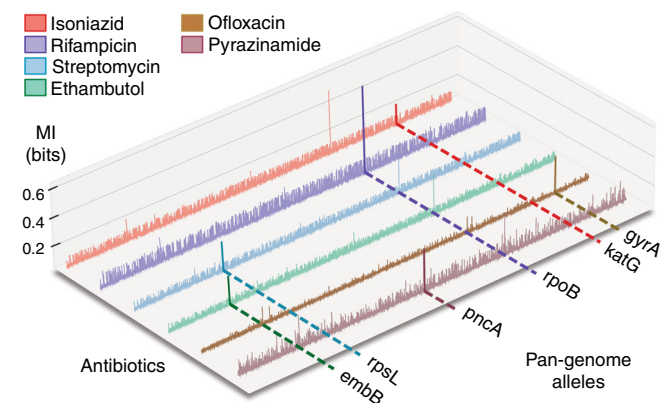 Isoniazid
Rifampicin
Streptomycin
Ethambutol
Ofloxacin
Pyrazinamide
MI
(bits)
0.6
0.4
0.2
gyrA
katG
rpoB
pncA
rpsL
embB
Antibiotics
Pan-genome
alleles